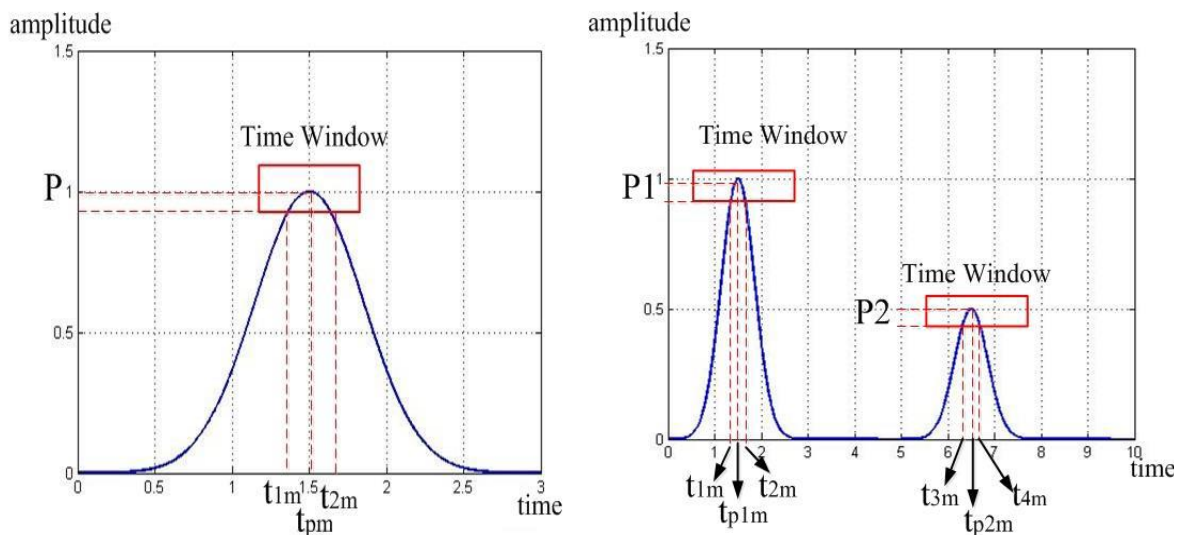 amplitude
1.5
Time Window
P
1
0.5
0
0 0.5 1 1.5 2 2.5 3
t1m t2m time
tpm
amplitude
1.5
Time Window
P1
1
Time Window
P2
0.5
0
0 1 2 3 4 5 6 7 8 9 10
time
t1m t2m t3m t4m
tp1m tp2m